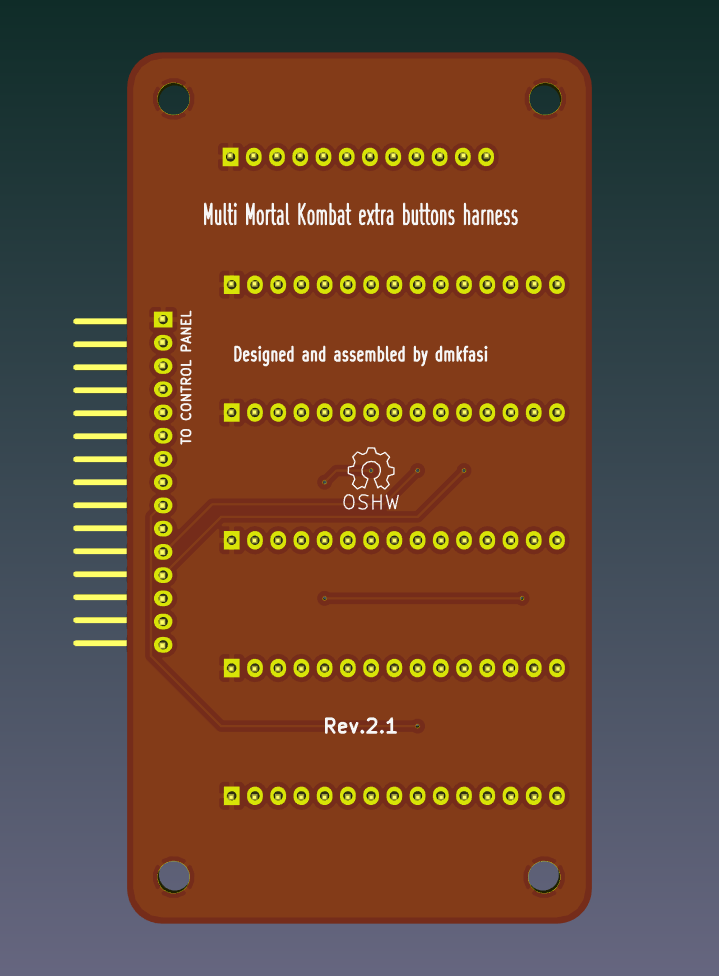 Multi Mortal Kombat extra buttons harness
TO CONTROL PANEL
Designed and assembled by dmkfasi
OSHW
Rev.2.1